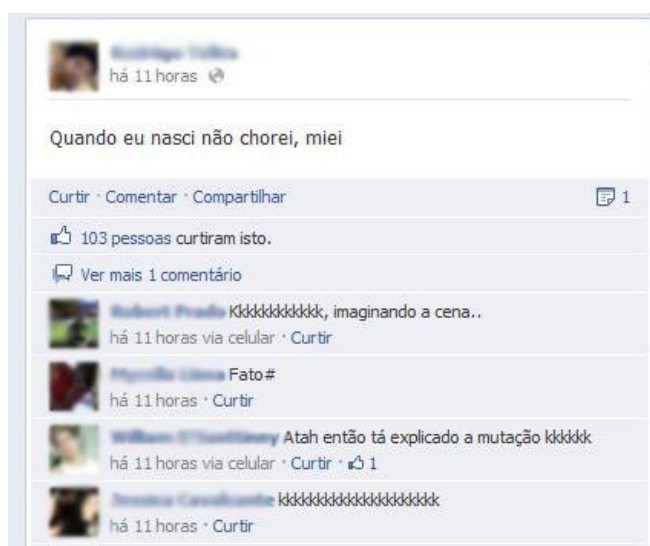 há 11 horas
Quando eu nasci não chorei, miei
Curtir · Comentar · Compartilhar 1
103 pessoas curtiram isto.
Ver mais 1 comentário
Kkkkkkkkkkkk, imaginando a cena..
há 11 horas via celular · Curtir
Fato#
há 11 horas · Curtir
Atah então tá explicado a mutação kkkkkk
há 11 horas via celular · Curtir · 1
kkkkkkkkkkkkkkkkkkkkk
há 11 horas · Curtir